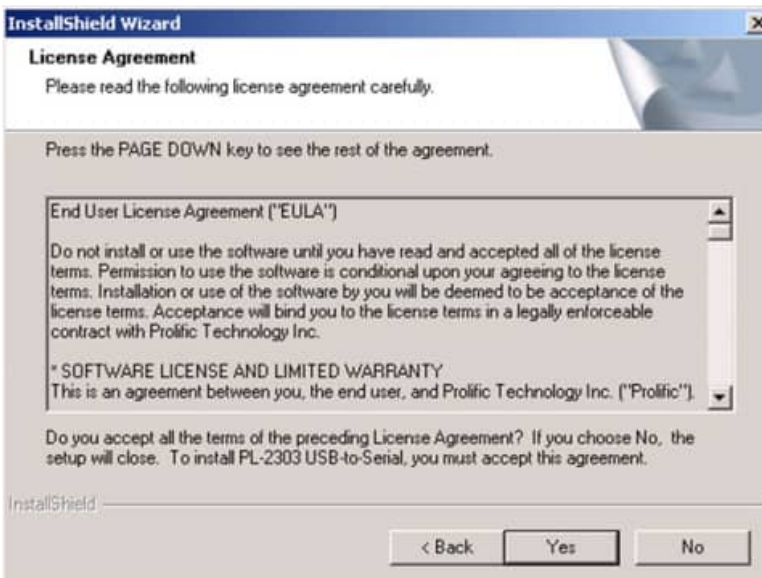 InstallShield Wizard
License Agreement
Please read the following license agreement carefully.
Press the PAGE DOWN key to see the rest of the agreement.
End User License Agreement ("EULA")
Do not install or use the software until you have read and accepted all of the license
terms. Permission to use the software is conditional upon your agreeing to the license
terms. Installation or use of the software by you will be deemed to be acceptance of the
license terms. Acceptance will bind you to the license terms in a legally enforceable
contract with Prolific Technology Inc.
* SOFTWARE LICENSE AND LIMITED WARRANTY
This is an agreement between you, the end user, and Prolific Technology Inc. ("Prolific").
Do you accept all the terms of the preceding License Agreement? If you choose No, the
setup will close. To install PL-2303 USB-to-Serial, you must accept this agreement.
InstallShield
< Back Yes No